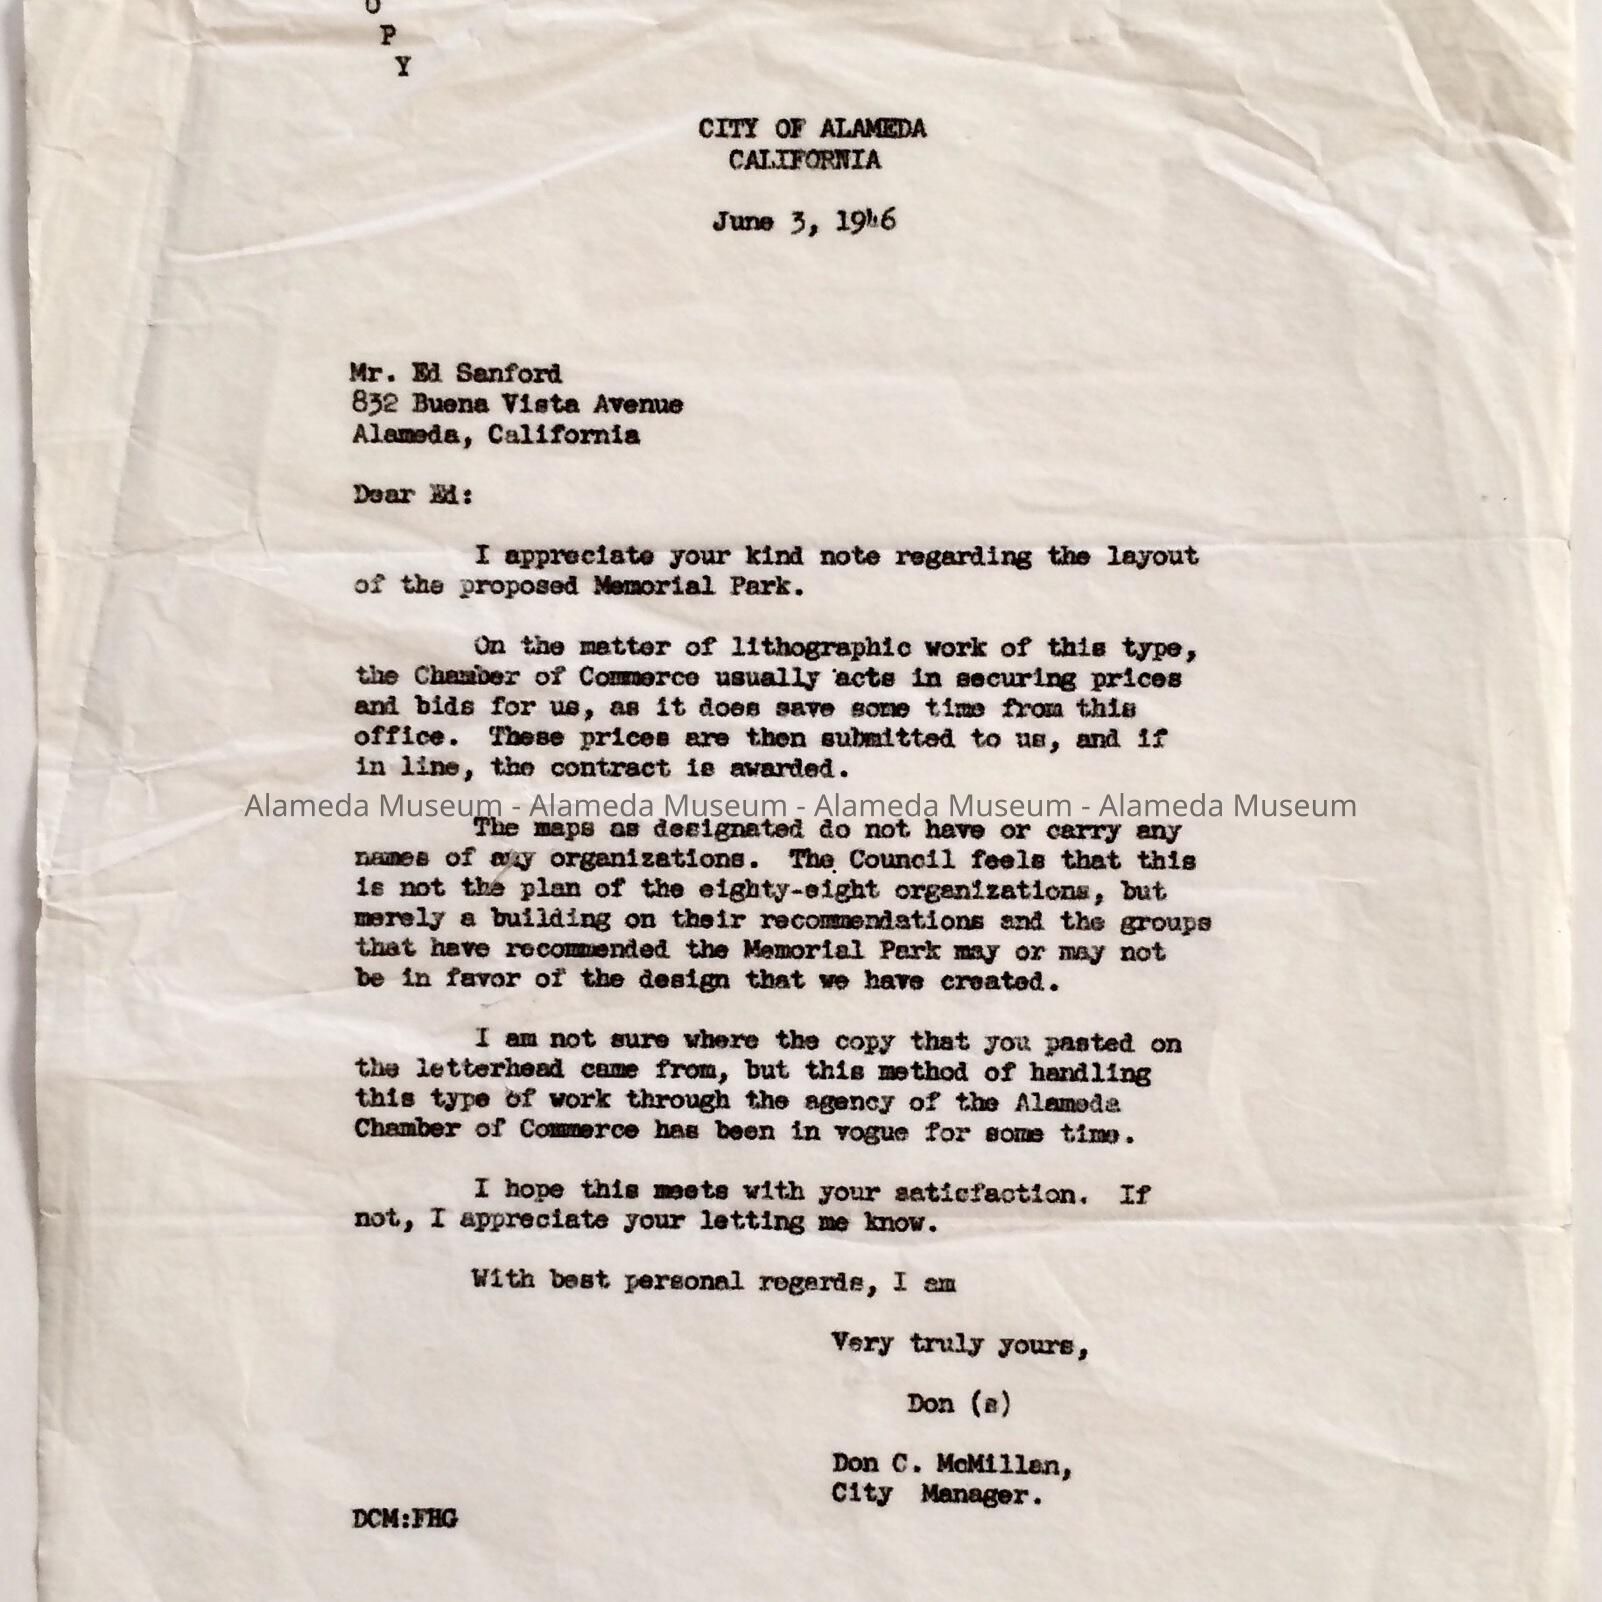 O
P
Y
CITY OF ALAMEDA
CALIFORNIA
June 3, 1946
Mr. Ed Sanford
832 Buena Vista Avenue
Alameda, California
Dear Ed:
I appreciate your kind note regarding the layout
of the proposed Memorial Park.
On the matter of lithographic work of this type,
the Chamber of Commerce usually acts in securing prices
and bids for us, as it does save some time from this
office. These prices are then submitted to us, and if
in line, the contract is awarded.
Alameda Museum - Alameda Museum - Alameda Museum - Alameda Museum
The maps as designated do not have or carry any
names of any organizations. The Council feels that this
is not the plan of the eighty-eight organizations, but
merely a building on their recommendations and the groups
that have recommended the Memorial Park may or may not
be in favor of the design that we have created.
I am not sure where the copy that you pasted on
the letterhead came from, but this method of handling
this type of work through the agency of the Alameda
Chamber of Commerce has been in vogue for some time.
I hope this meets with your satisfaction. If
not, I appreciate your letting me know.
With best personal regards, I am
Very truly yours,
Don (s)
Don C. McMillan,
City Manager.
DCM:FHG